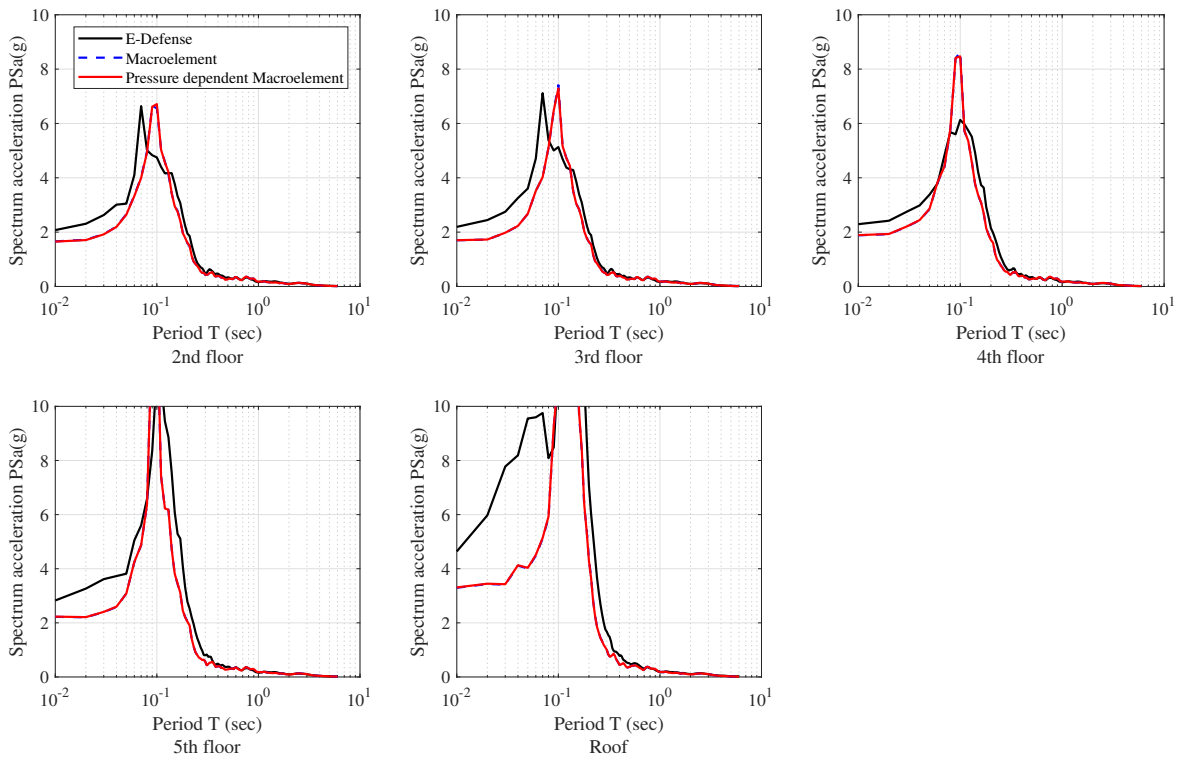 E-Defense
Macroelement
Pressure dependent Macroelement
Spectrum acceleration PSa(g)
10
8
6
4
2
0
10^-2 10^-1 10^0 10^1
Period T (sec)
2nd floor
Spectrum acceleration PSa(g)
10
8
6
4
2
0
10^-2 10^-1 10^0 10^1
Period T (sec)
3rd floor
Spectrum acceleration PSa(g)
10
8
6
4
2
0
10^-2 10^-1 10^0 10^1
Period T (sec)
4th floor
Spectrum acceleration PSa(g)
10
8
6
4
2
0
10^-2 10^-1 10^0 10^1
Period T (sec)
5th floor
Spectrum acceleration PSa(g)
10
8
6
4
2
0
10^-2 10^-1 10^0 10^1
Period T (sec)
Roof